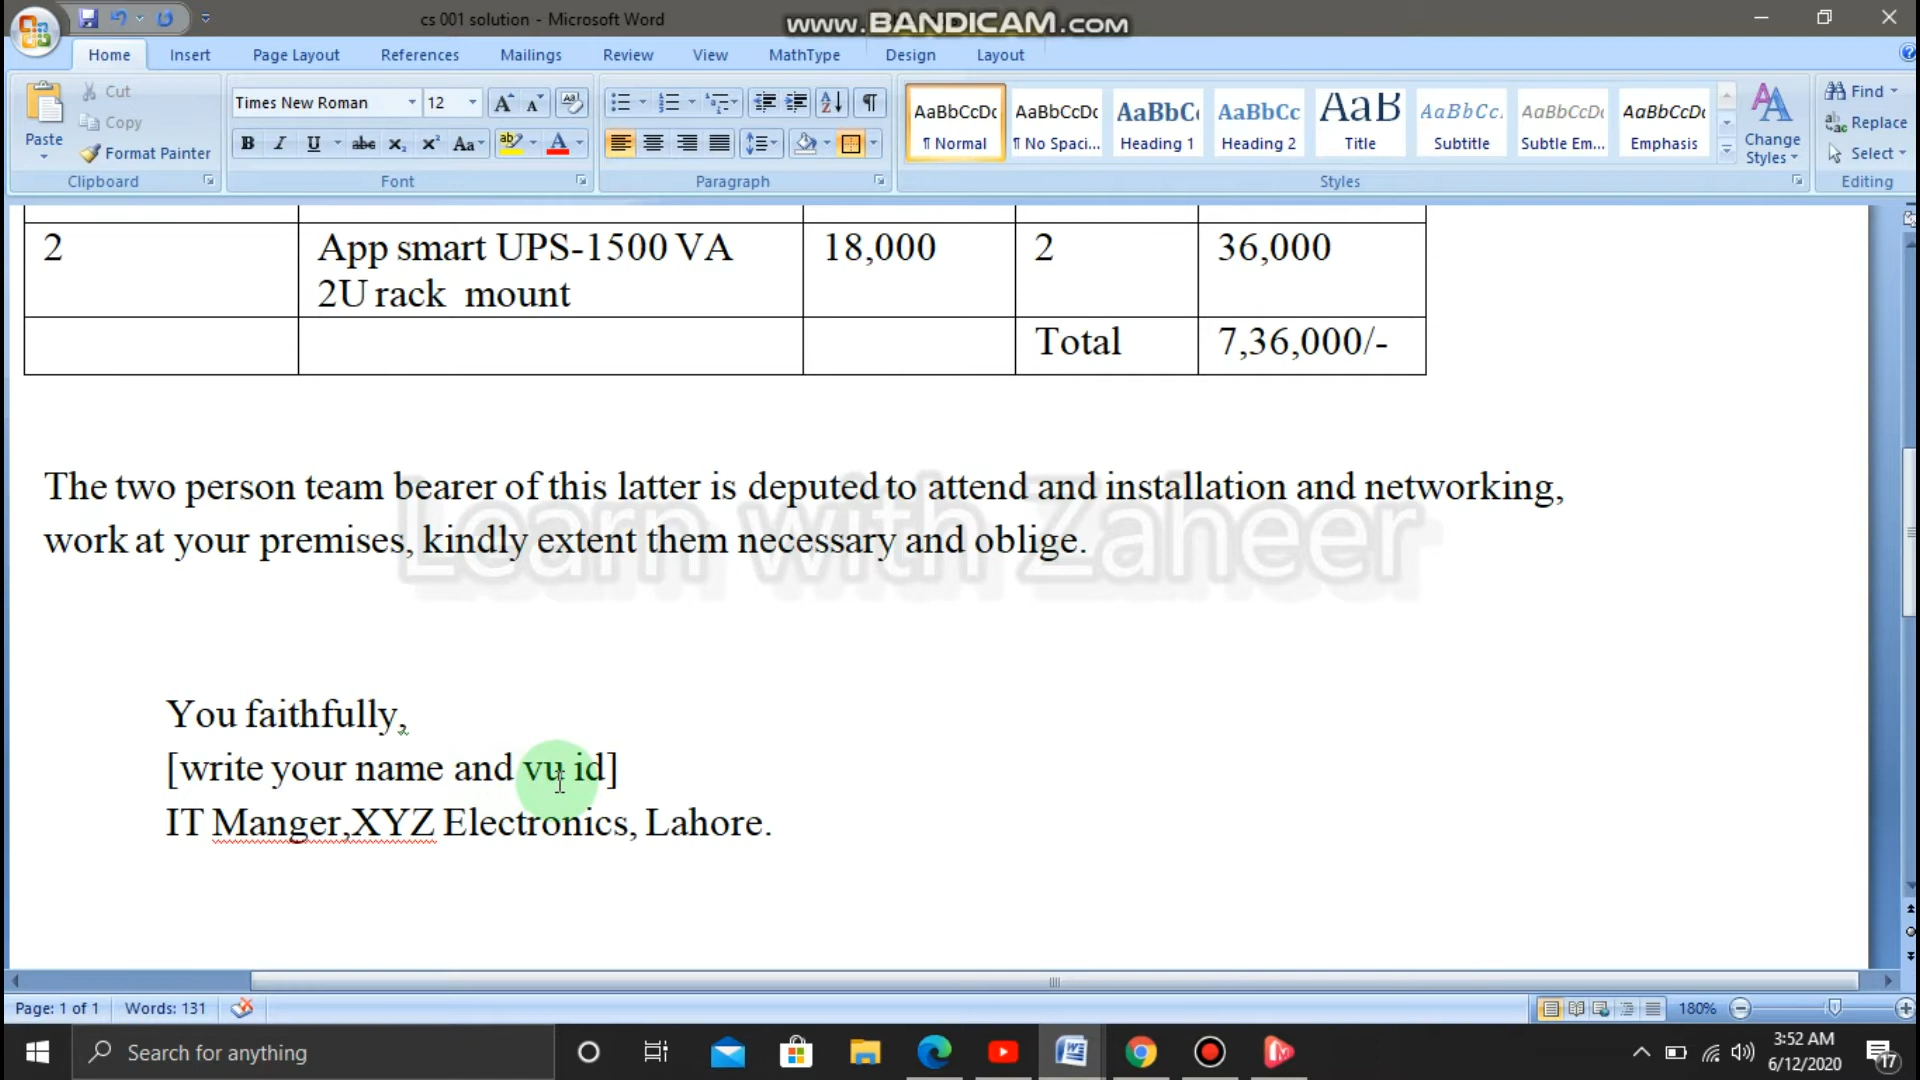 cs 001 solution - Microsoft Word
www.BANDICAM.com
Home Insert Page Layout References Mailings Review View MathType Design Layout
Paste
Cut
Copy
Format Painter
Clipboard
Times New Roman 12
Font
Paragraph
AaBbCcDc AaBbCcDc AaBbC AaBbCc AaB AaBbCc. AaBbCcDc AaBbCcDc
¶ Normal ¶ No Spaci... Heading 1 Heading 2 Title Subtitle Subtle Em... Emphasis
Change Styles
Styles
Find
Replace
Select
Editing
2 App smart UPS-1500 VA 18,000 2 36,000
2U rack mount
Total 7,36,000/-
The two person team bearer of this latter is deputed to attend and installation and networking,
work at your premises, kindly extent them necessary and oblige.
Learn with Zaheer
You faithfully,
[write your name and vu id]
IT Manger,XYZ Electronics, Lahore.
Page: 1 of 1 Words: 131 180%
Search for anything
3:52 AM
6/12/2020
17